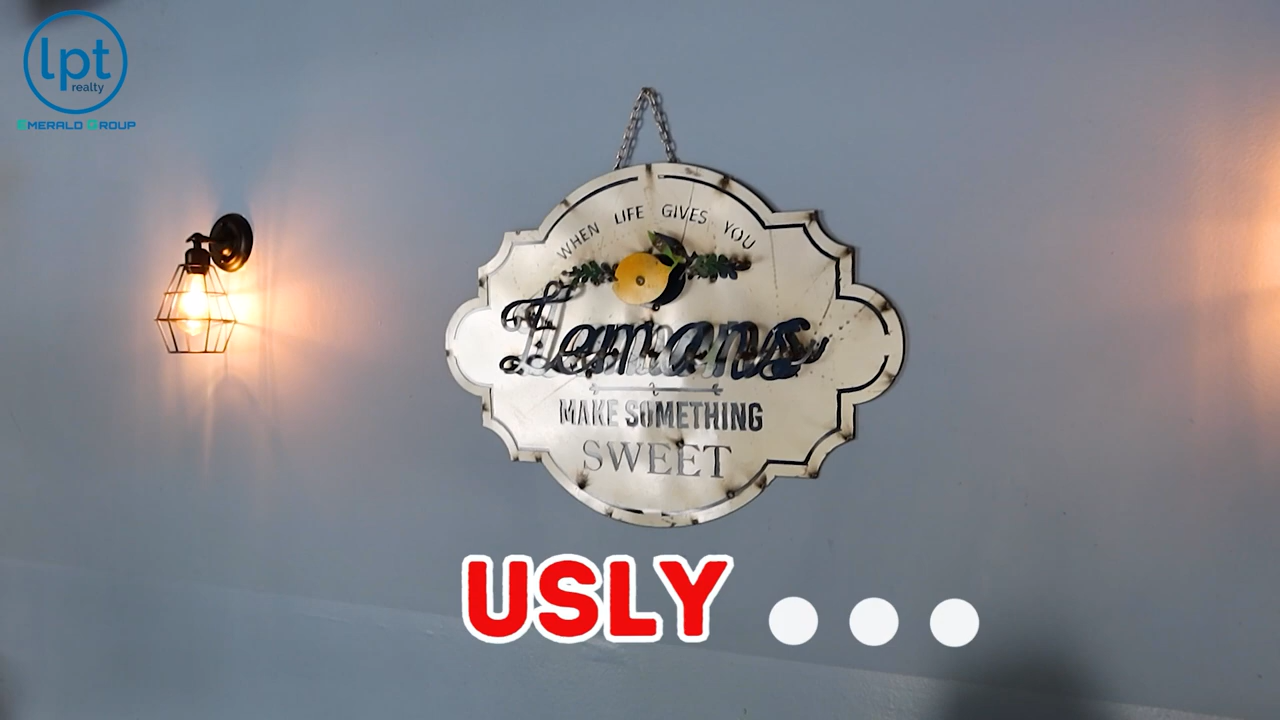 lpt
realty
EMERALD GROUP
WHEN LIFE GIVES YOU
Lemons
MAKE SOMETHING
SWEET
USLY ...